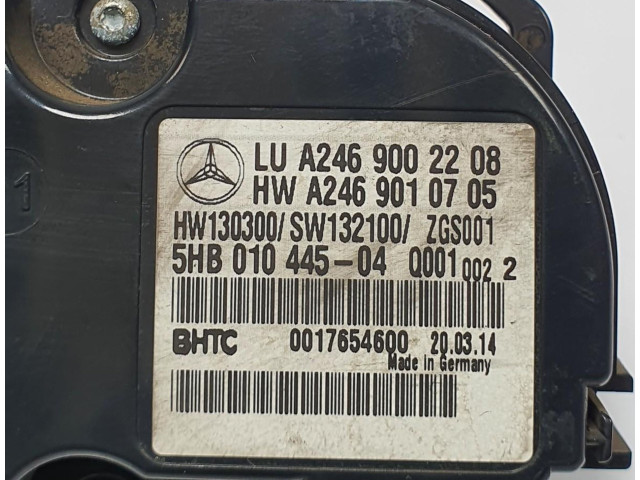 1
LU A246 900 22 08
HW A246 901 07 05
HW130300/ SW132100/ ZGS001
5HB 010 445-04 Q001 002 2
BHTC 0017654600 20.03.14
Made in Germany